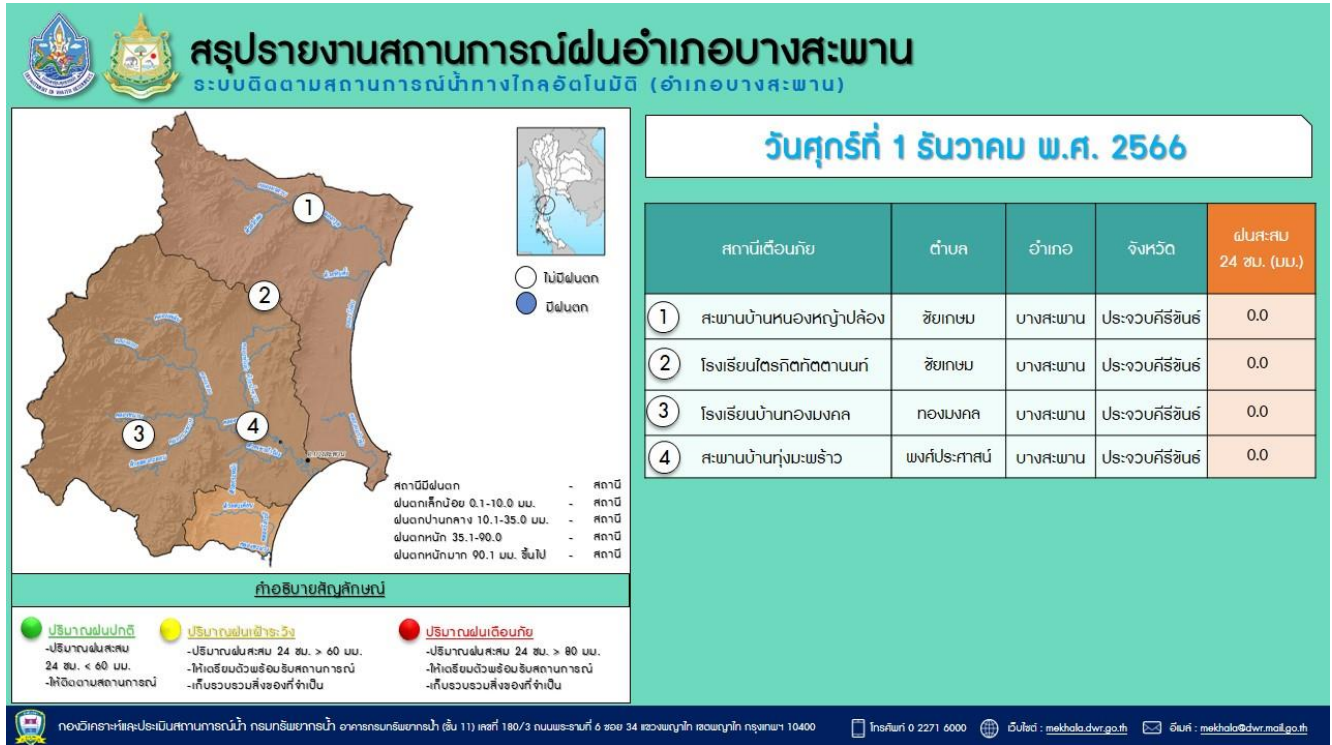 สรุปรายงานสถานการณ์ฝนอำเภอบางสะพาน
ระบบติดตามสถานการณ์น้ำทางไกลอัตโนมัติ (อำเภอบางสะพาน)
วันศุกร์ที่ 1 ธันวาคม พ.ศ. 2566
1
2
3
4
ไม่มีฝนตก
มีฝนตก
สถานีมีฝนตก - สถานี
ฝนตกเล็กน้อย 0.1-10.0 มม. - สถานี
ฝนตกปานกลาง 10.1-35.0 มม. - สถานี
ฝนตกหนัก 35.1-90.0 - สถานี
ฝนตกหนักมาก 90.1 มม. ขึ้นไป - สถานี
คำอธิบายสัญลักษณ์
ปริมาณฝนปกติ
-ปริมาณฝนสะสม
24 ชม. < 60 มม.
-ให้ติดตามสถานการณ์
ปริมาณฝนเฝ้าระวัง
-ปริมาณฝนสะสม 24 ชม. > 60 มม.
-ให้เตรียมตัวพร้อมรับสถานการณ์
-เก็บรวบรวมสิ่งของที่จำเป็น
ปริมาณฝนเตือนภัย
-ปริมาณฝนสะสม 24 ชม. > 80 มม.
-ให้เตรียมตัวพร้อมรับสถานการณ์
-เก็บรวบรวมสิ่งของที่จำเป็น
สถานีเตือนภัย ตำบล อำเภอ จังหวัด ฝนสะสม
24 ชม. (มม.)
1 สะพานบ้านหนองหญ้าปล้อง ชัยเกษม บางสะพาน ประจวบคีรีขันธ์ 0.0
2 โรงเรียนไตรกิตทัตตานนท์ ชัยเกษม บางสะพาน ประจวบคีรีขันธ์ 0.0
3 โรงเรียนบ้านทองมงคล ทองมงคล บางสะพาน ประจวบคีรีขันธ์ 0.0
4 สะพานบ้านทุ่งมะพร้าว พงศ์ประศาสน์ บางสะพาน ประจวบคีรีขันธ์ 0.0
กองวิเคราะห์และประเมินสถานการณ์น้ำ กรมทรัพยากรน้ำ อาคารกรมทรัพยากรน้ำ (ชั้น 11) เลขที่ 180/3 ถนนพระรามที่ 6 ซอย 34 แขวงพญาไท เขตพญาไท กรุงเทพฯ 10400 โทรศัพท์ 0 2271 6000 เว็บไซต์ : mekhala.dwr.go.th อีเมล์ : mekhala@dwr.mail.go.th